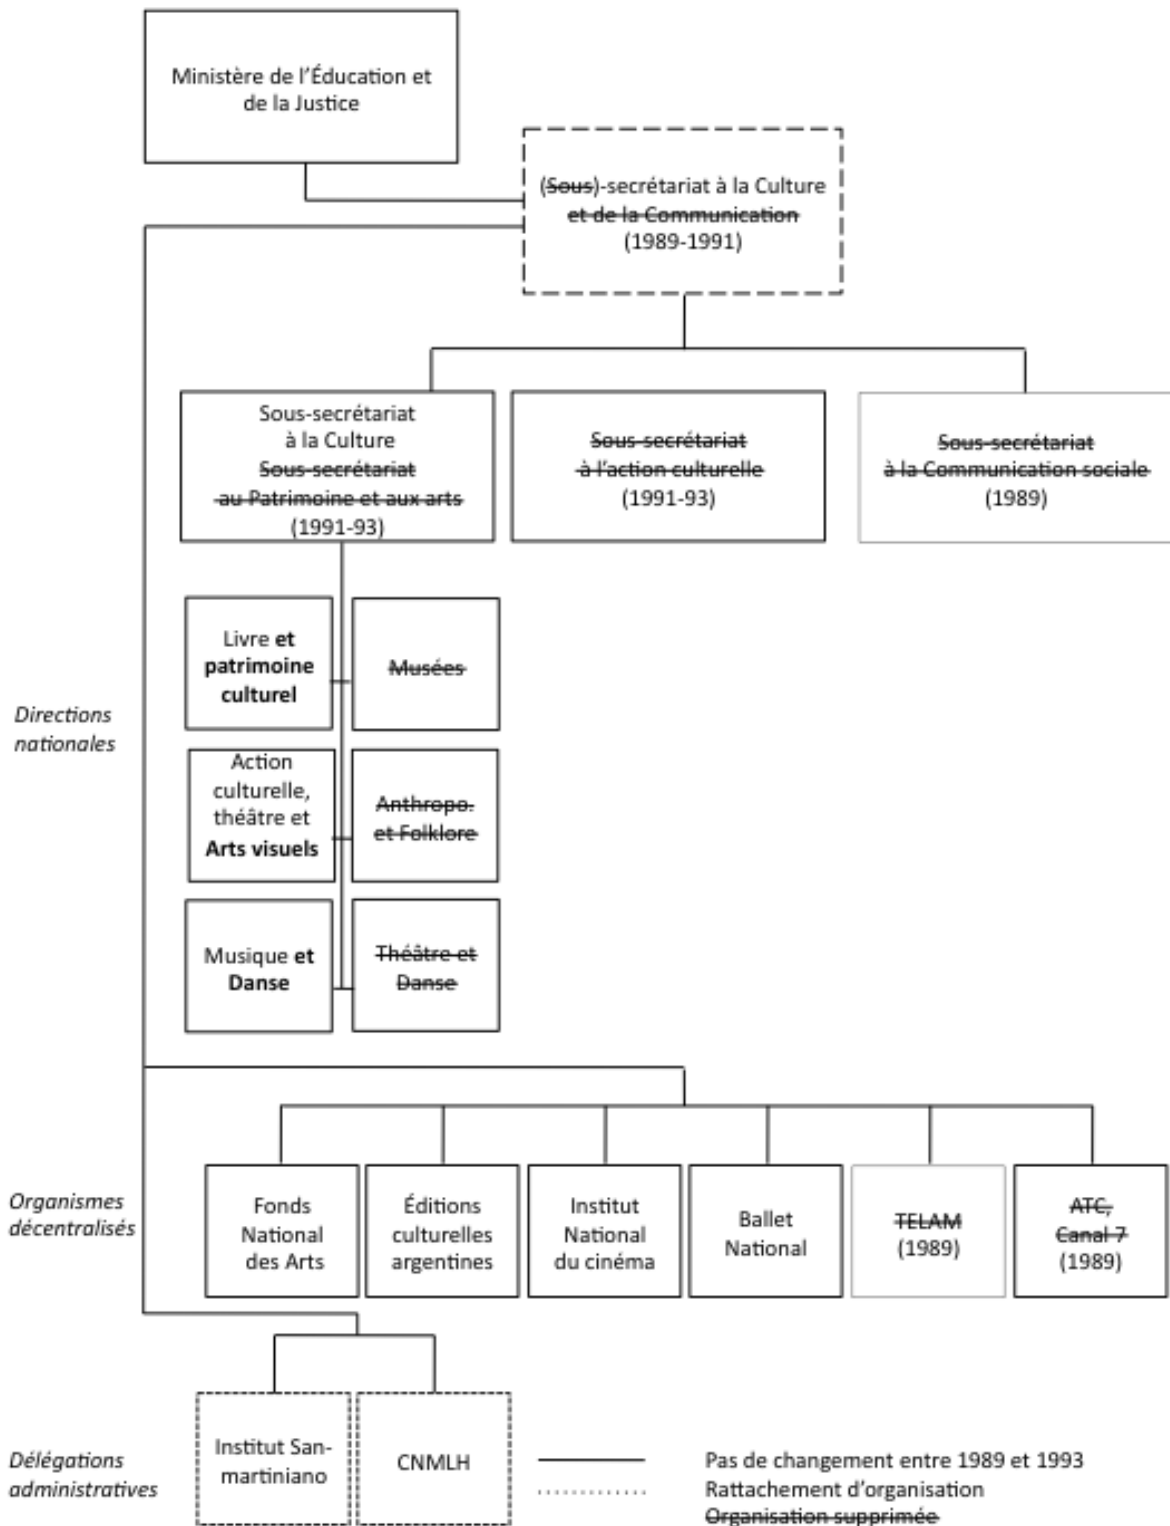 Ministère de l’Éducation et
de la Justice
(Sous)-secrétariat à la Culture
et de la Communication
(1989-1991)
Sous-secrétariat
à la Culture
Sous-secrétariat
au Patrimoine et aux arts
(1991-93)
Sous-secrétariat
à l’action culturelle
(1991-93)
Sous-secrétariat
à la Communication sociale
(1989)
Directions
nationales
Livre et
patrimoine
culturel
Musées
Action
culturelle,
théâtre et
Arts visuels
Anthropo.
et Folklore
Musique et
Danse
Théâtre et
Danse
Organismes
décentralisés
Fonds
National
des Arts
Éditions
culturelles
argentines
Institut
National
du cinéma
Ballet
National
TELAM
(1989)
ATC,
Canal 7
(1989)
Délégations
administratives
Institut San-
martiniano
CNMLH
Pas de changement entre 1989 et 1993
Rattachement d’organisation
Organisation supprimée